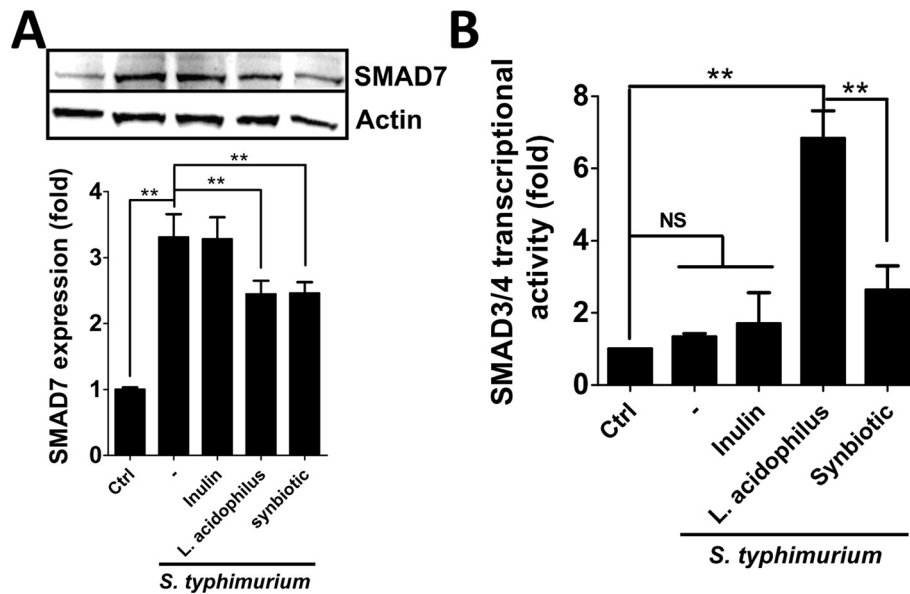 A
SMAD7
Actin
SMAD7 expression (fold)
4
3
2
1
0
**
**
**
Ctrl
-
Inulin
L. acidophilus
synbiotic
S. typhimurium
B
SMAD3/4 transcriptional
activity (fold)
8
6
4
2
0
**
**
NS
Ctrl
-
Inulin
L. acidophilus
Synbiotic
S. typhimurium